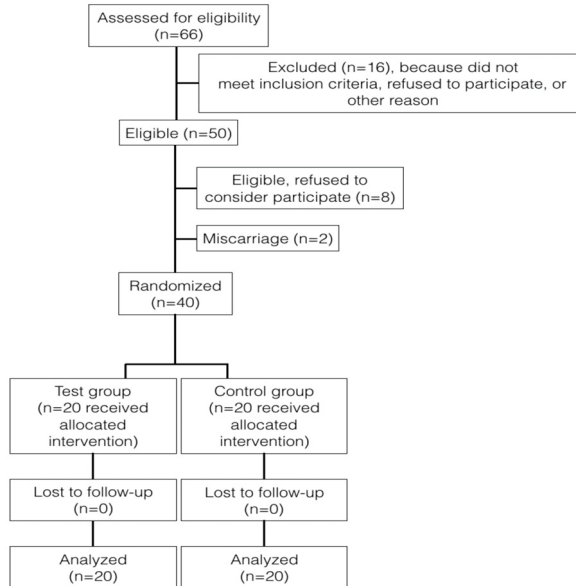 Assessed for eligibility
(n=66)
Excluded (n=16), because did not
meet inclusion criteria, refused to participate, or
other reason
Eligible (n=50)
Eligible, refused to
consider participate (n=8)
Miscarriage (n=2)
Randomized
(n=40)
Test group
(n=20 received
allocated
intervention)
Control group
(n=20 received
allocated
intervention)
Lost to follow-up
(n=0)
Lost to follow-up
(n=0)
Analyzed
(n=20)
Analyzed
(n=20)